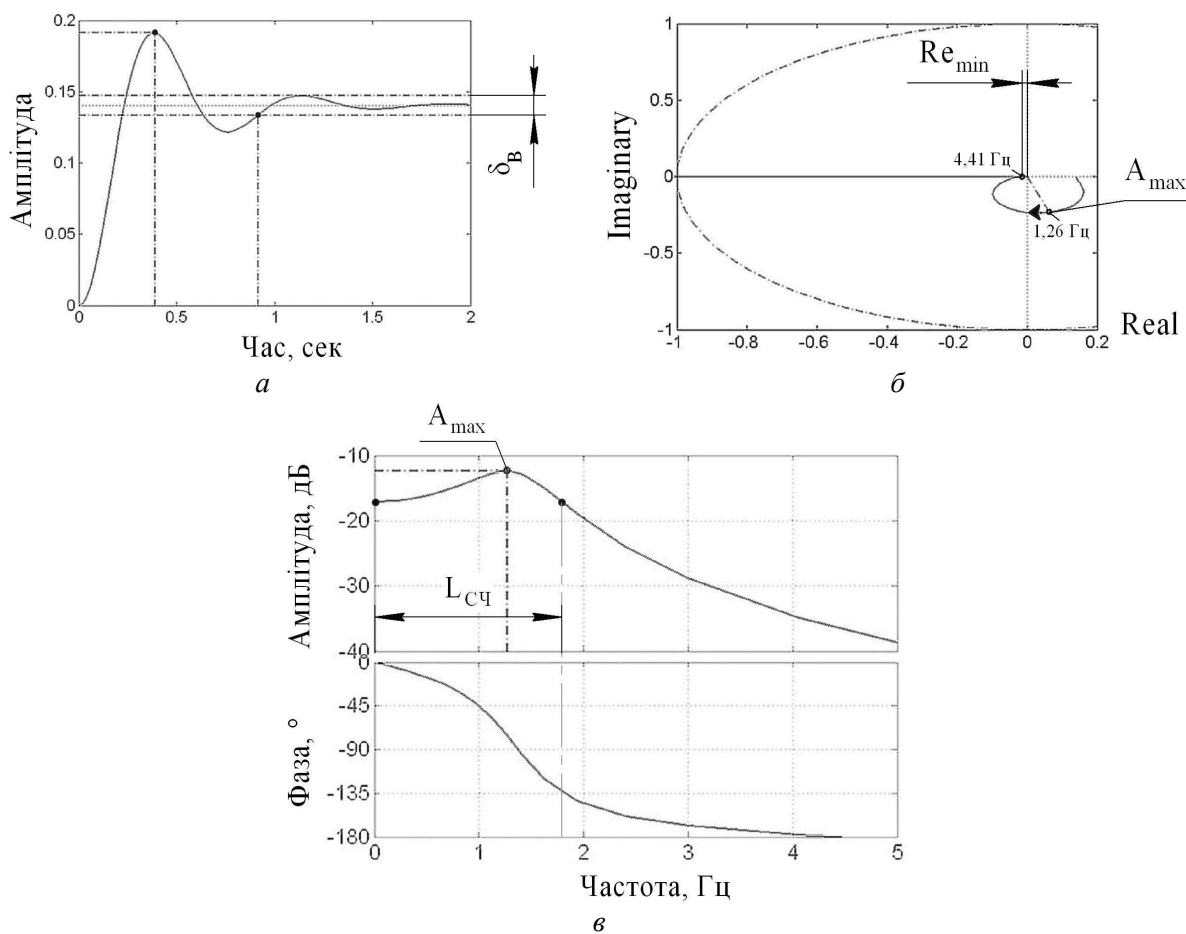 0.2
0.15
0.1
0.05
0
Амплітуда
0
0.5
1
1.5
2
Час, сек
δВ
а
1
0.5
0
-0.5
-1
Imaginary
Remin
4,41 Гц
Amax
1,26 Гц
-1
-0.8
-0.6
-0.4
-0.2
0
0.2
Real
б
Amax
-10
-20
-30
-40
Амплітуда, дБ
LСЧ
0
-45
-90
-135
-180
Фаза, °
0
1
2
3
4
5
Частота, Гц
в